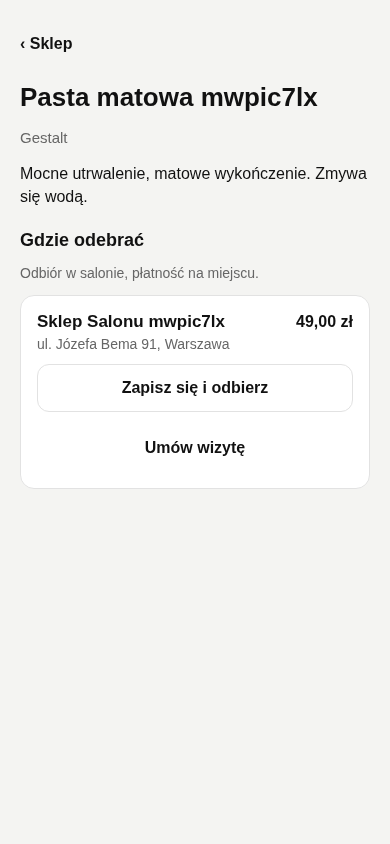 ‹ Sklep
Pasta matowa mwpic7lx
Gestalt
Mocne utrwalenie, matowe wykończenie. Zmywa
się wodą.
Gdzie odebrać
Odbiór w salonie, płatność na miejscu.
Sklep Salonu mwpic7lx 49,00 zł
ul. Józefa Bema 91, Warszawa
Zapisz się i odbierz
Umów wizytę